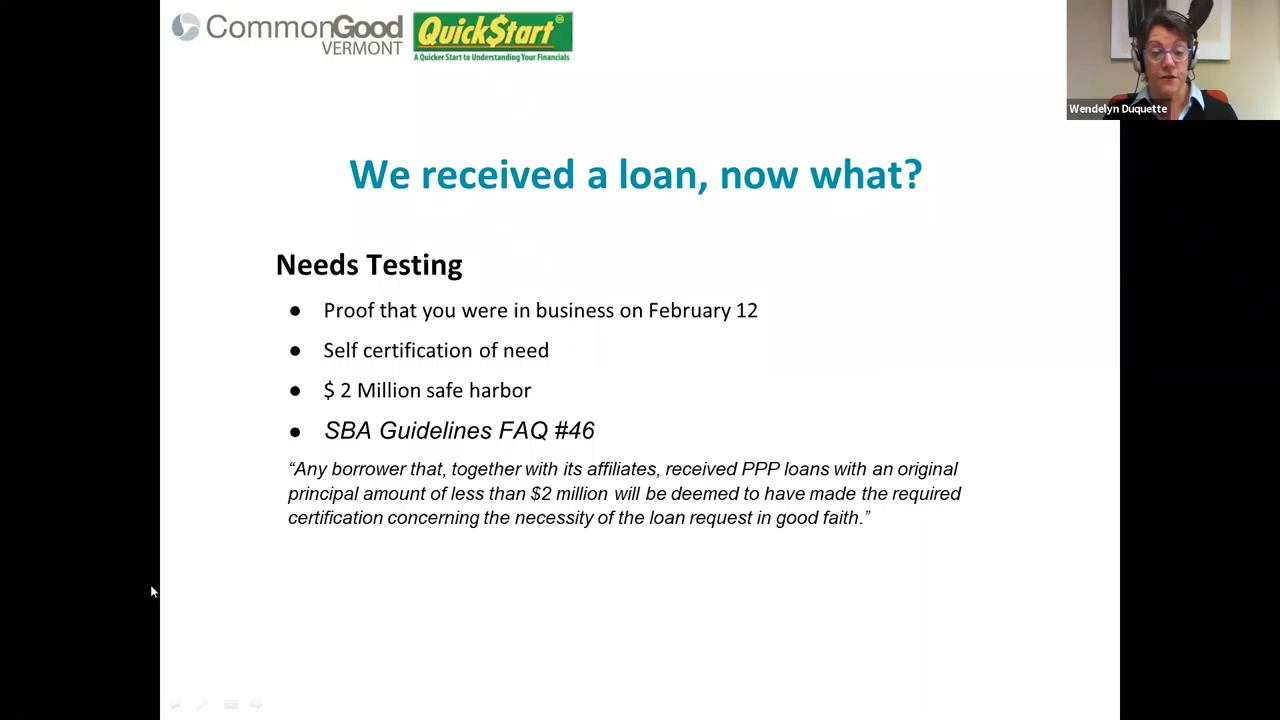 CommonGood
VERMONT
Quick$tart
A Quicker Start to Understanding Your Financials
Wendelyn Duquette
We received a loan, now what?
Needs Testing
● Proof that you were in business on February 12
● Self certification of need
● $ 2 Million safe harbor
● SBA Guidelines FAQ #46
“Any borrower that, together with its affiliates, received PPP loans with an original
principal amount of less than $2 million will be deemed to have made the required
certification concerning the necessity of the loan request in good faith.”